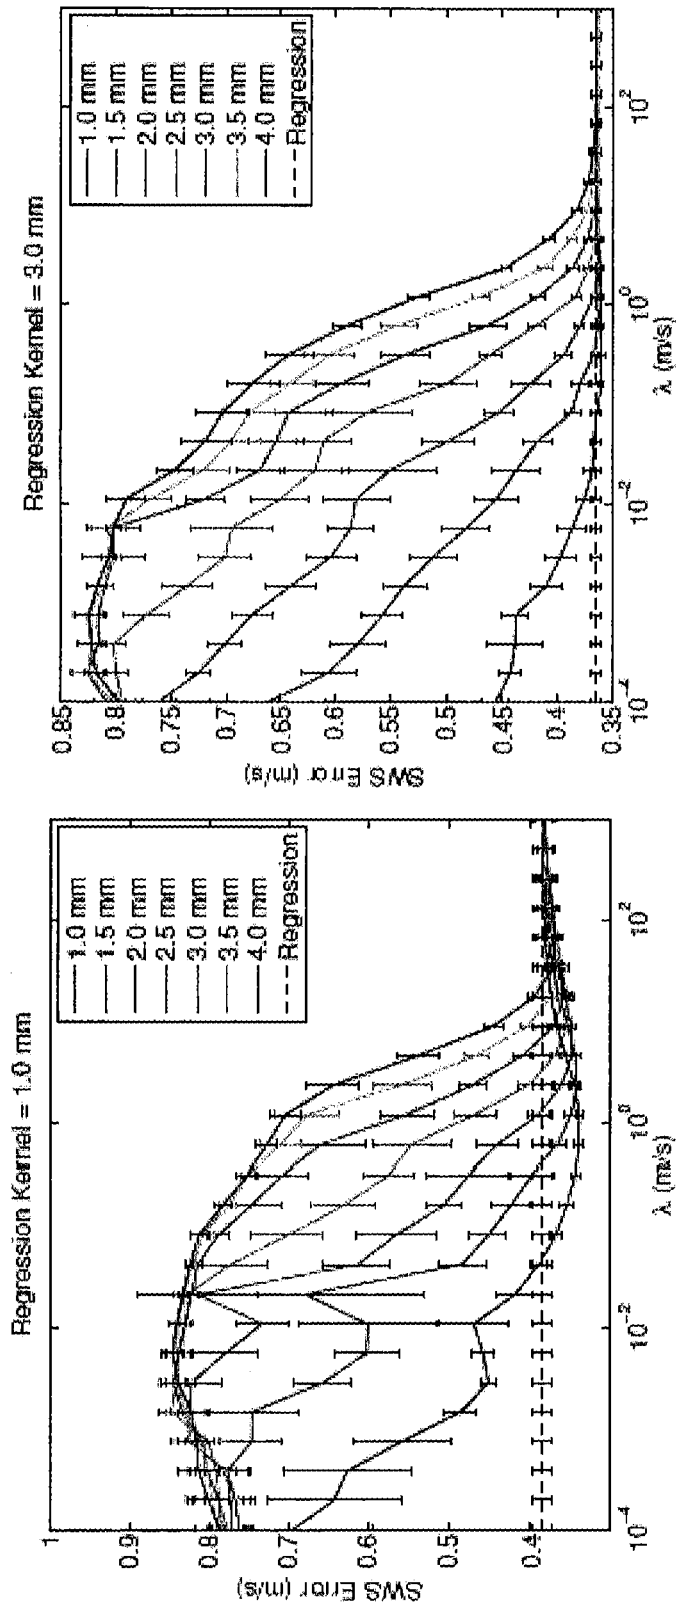 Regression Kernel = 1.0 mm
SWS Error (m/s)
1
0.9
0.8
0.7
0.6
0.5
0.4
10⁻⁴
10⁻²
10⁰
10²
λ (m/s)
1.0 mm
1.5 mm
2.0 mm
2.5 mm
3.0 mm
3.5 mm
4.0 mm
Regression
Regression Kernel = 3.0 mm
SWS Error (m/s)
0.85
0.8
0.75
0.7
0.65
0.6
0.55
0.5
0.45
0.4
0.35
10⁻⁴
10⁻²
10⁰
10²
λ (m/s)
1.0 mm
1.5 mm
2.0 mm
2.5 mm
3.0 mm
3.5 mm
4.0 mm
Regression